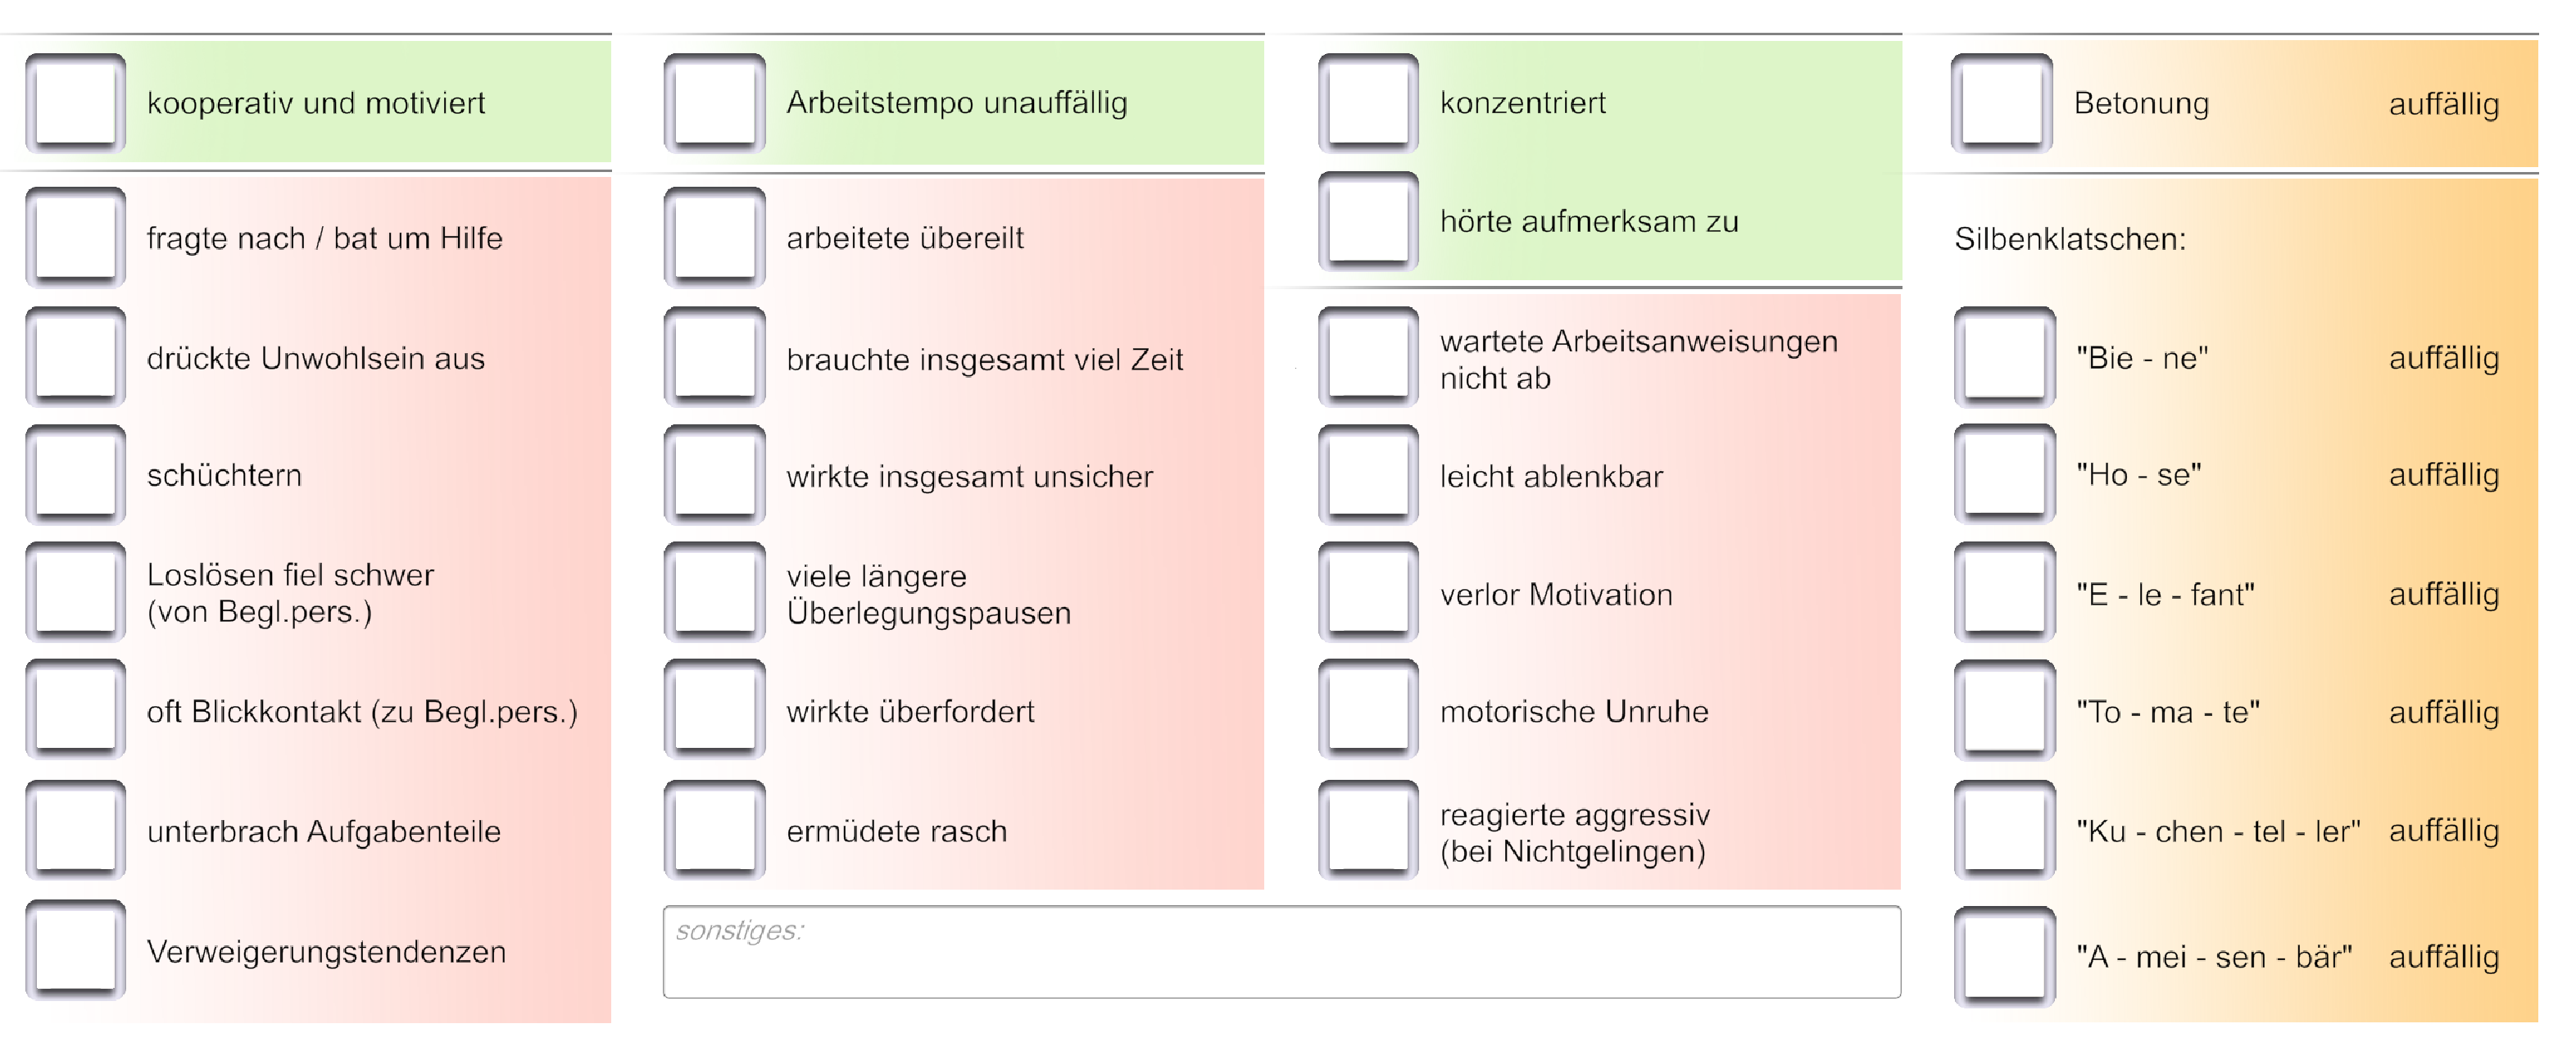 kooperativ und motiviert
fragte nach / bat um Hilfe
drückte Unwohlsein aus
schüchtern
Loslösen fiel schwer
(von Begl.pers.)
oft Blickkontakt (zu Begl.pers.)
unterbrach Aufgabenteile
Verweigerungstendenzen
Arbeitstempo unauffällig
arbeitete übereilt
brauchte insgesamt viel Zeit
wirkte insgesamt unsicher
viele längere
Überlegungspausen
wirkte überfordert
ermüdete rasch
konzentriert
hörte aufmerksam zu
wartete Arbeitsanweisungen
nicht ab
leicht ablenkbar
verlor Motivation
motorische Unruhe
reagierte aggressiv
(bei Nichtgelingen)
sonstiges:
Betonung auffällig
Silbenklatschen:
"Bie - ne" auffällig
"Ho - se" auffällig
"E - le - fant" auffällig
"To - ma - te" auffällig
"Ku - chen - tel - ler" auffällig
"A - mei - sen - bär" auffällig